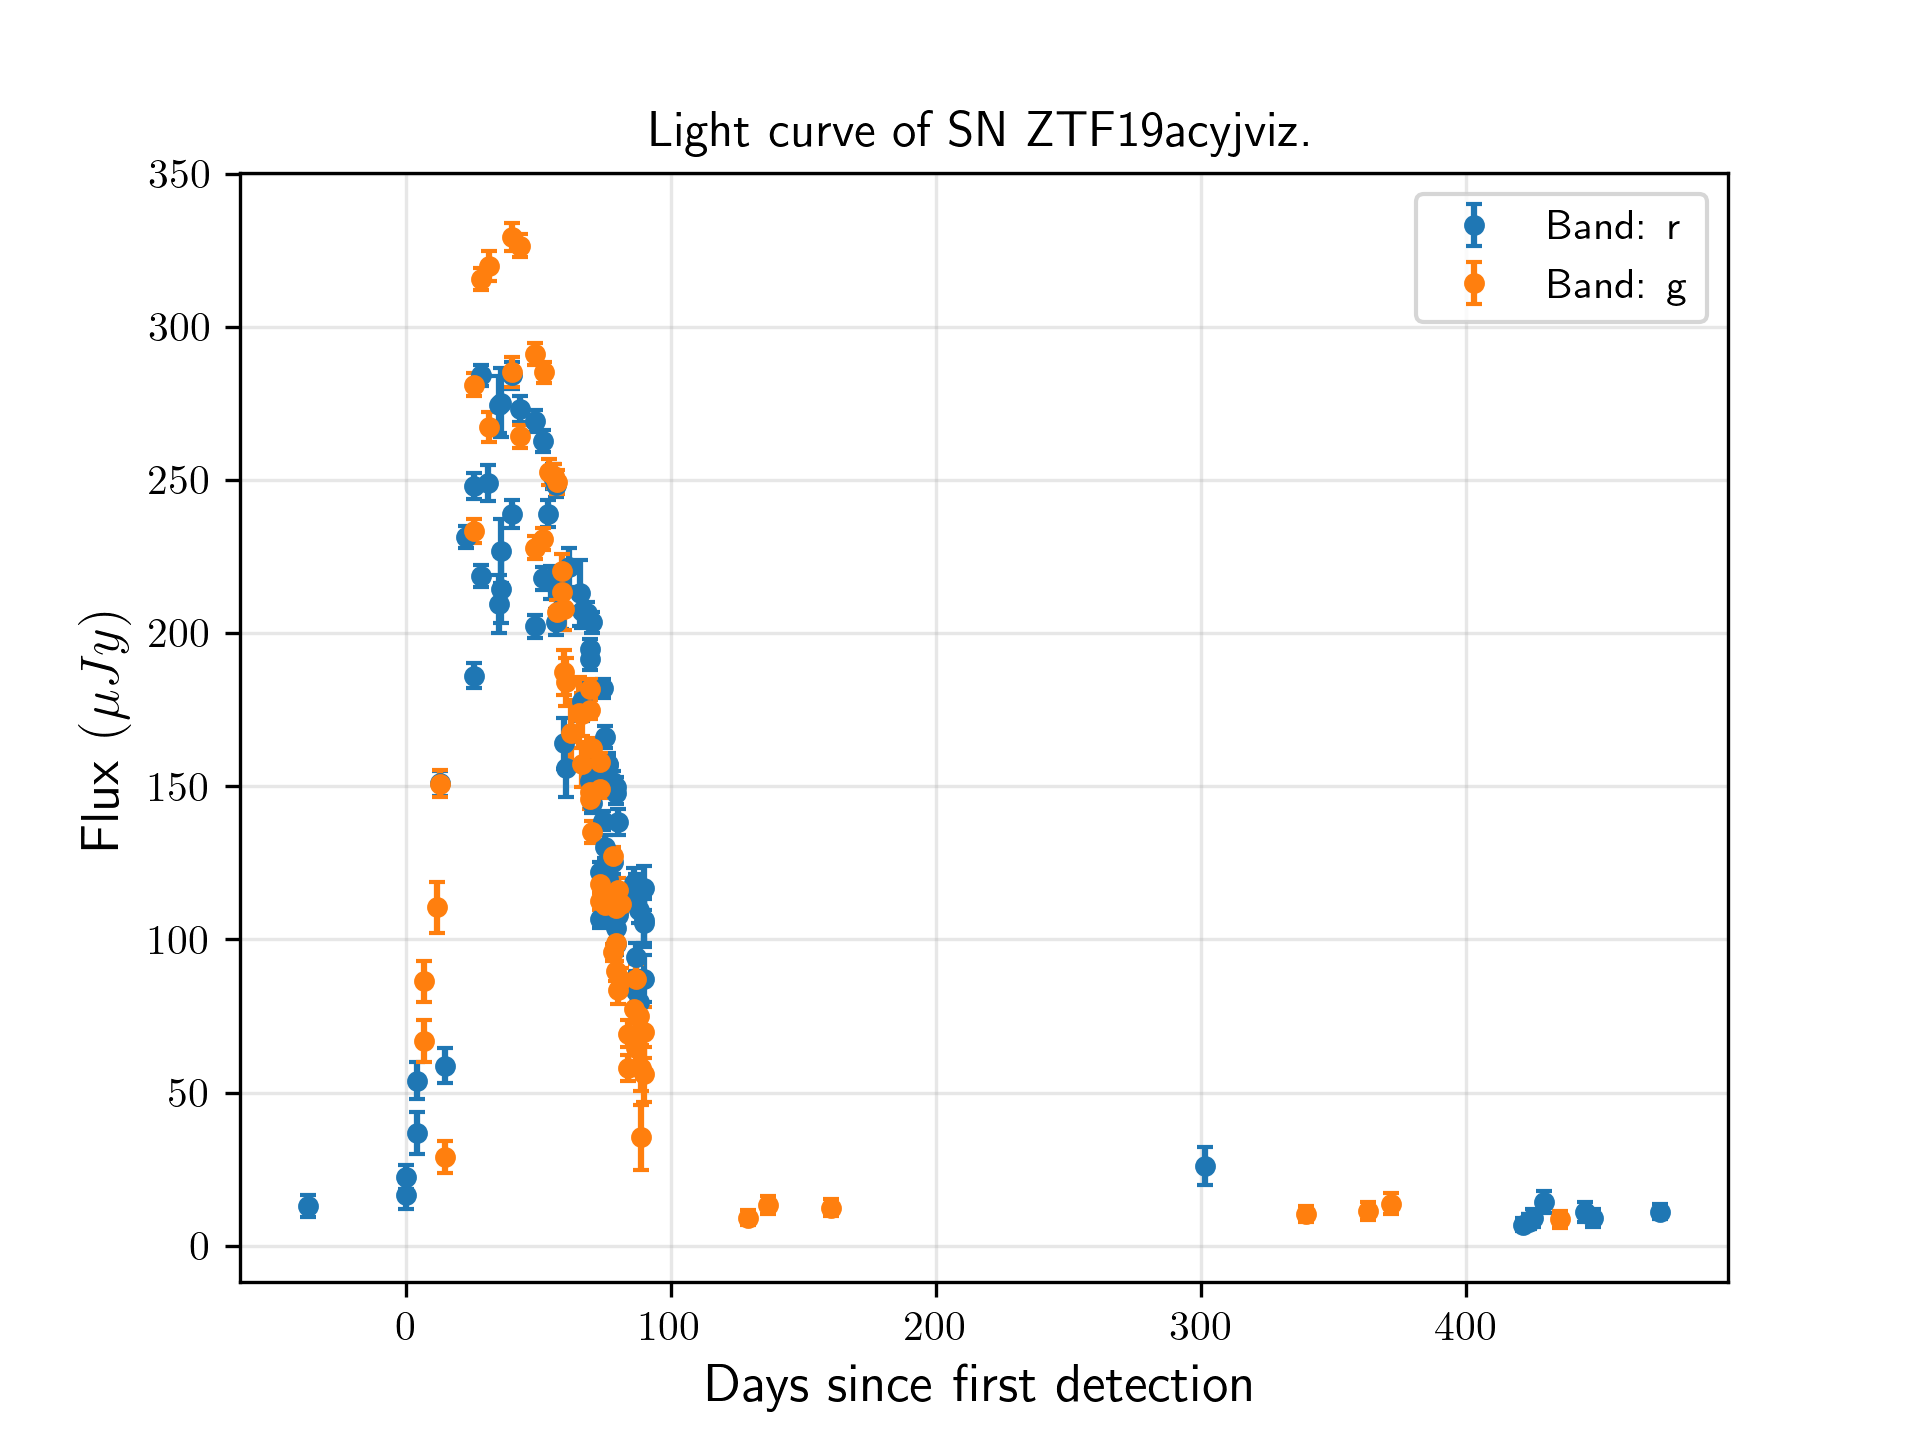 Light curve of SN ZTF19acyjviz.
350
300
250
200
150
100
50
0
Flux (μJy)
Band: r
Band: g
0 100 200 300 400
Days since first detection